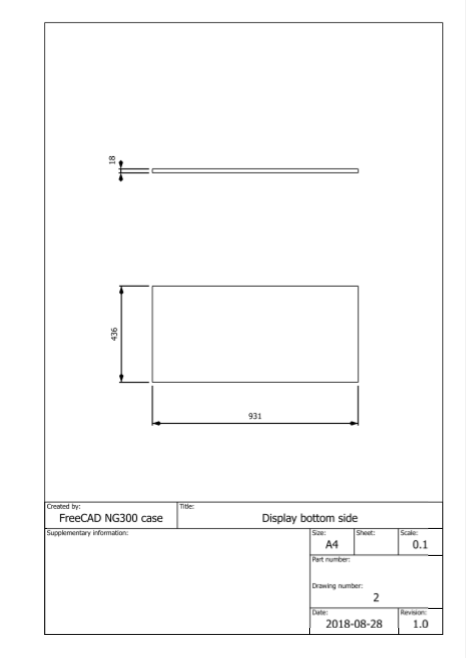 18
436
931
Created by:
FreeCAD NG300 case
Title:
Display bottom side
Supplementary information:
Size:
A4
Sheet:
Scale:
0.1
Part number:
Drawing number:
2
Date:
2018-08-28
Revision:
1.0